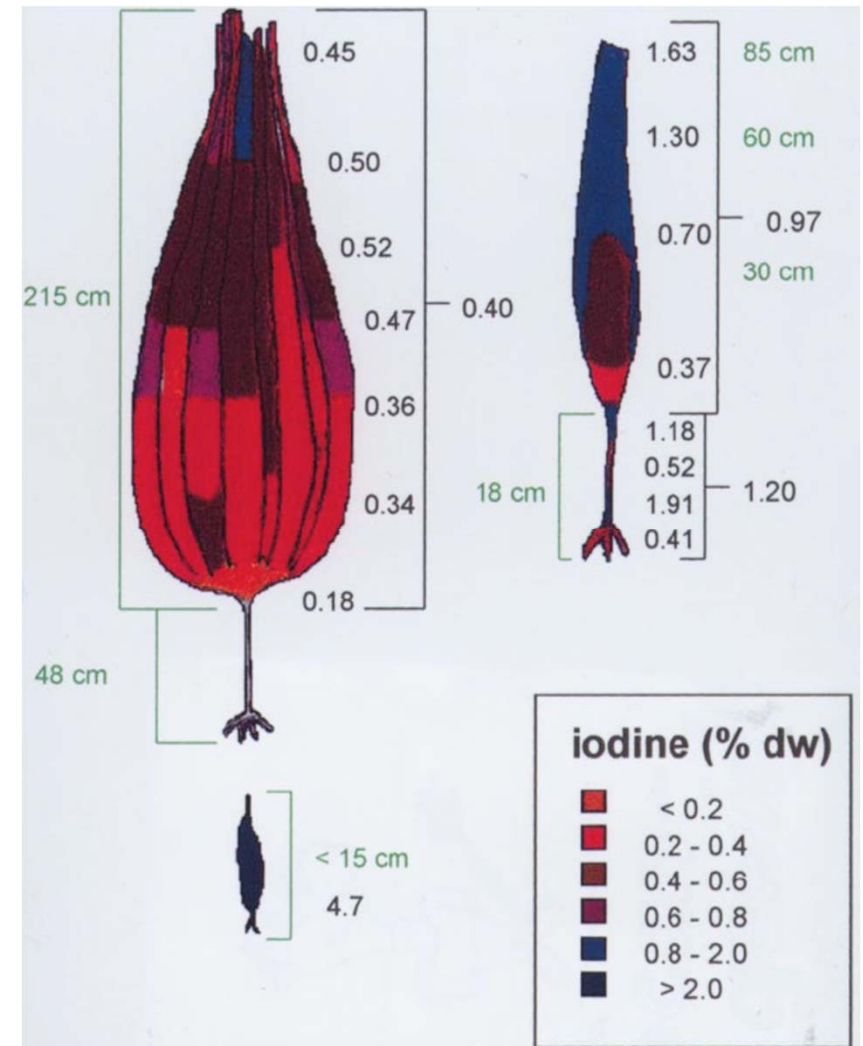 0.45
0.50
0.52
215 cm
0.47
0.40
0.36
0.34
0.18
48 cm
< 15 cm
4.7
1.63
85 cm
1.30
60 cm
0.70
0.97
30 cm
0.37
1.18
0.52
18 cm
1.20
1.91
0.41
iodine (% dw)
< 0.2
0.2 - 0.4
0.4 - 0.6
0.6 - 0.8
0.8 - 2.0
> 2.0